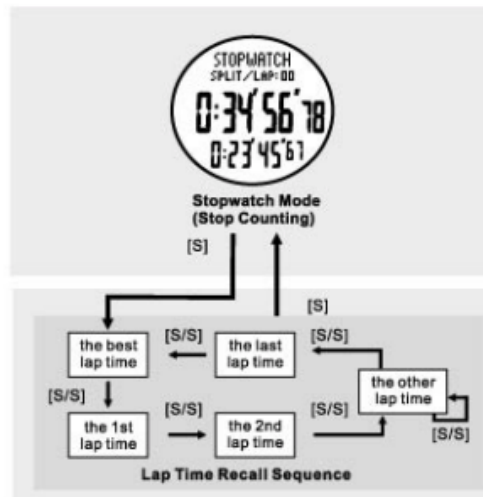 STOPWATCH
SPLIT/LAP:00
0:34'56"78
0:23'45"67
Stopwatch Mode
(Stop Counting)
[S]
[S]
the best
lap time
[S/S]
the last
lap time
[S/S]
the other
lap time
[S/S]
[S/S]
the 1st
lap time
[S/S]
the 2nd
lap time
[S/S]
Lap Time Recall Sequence